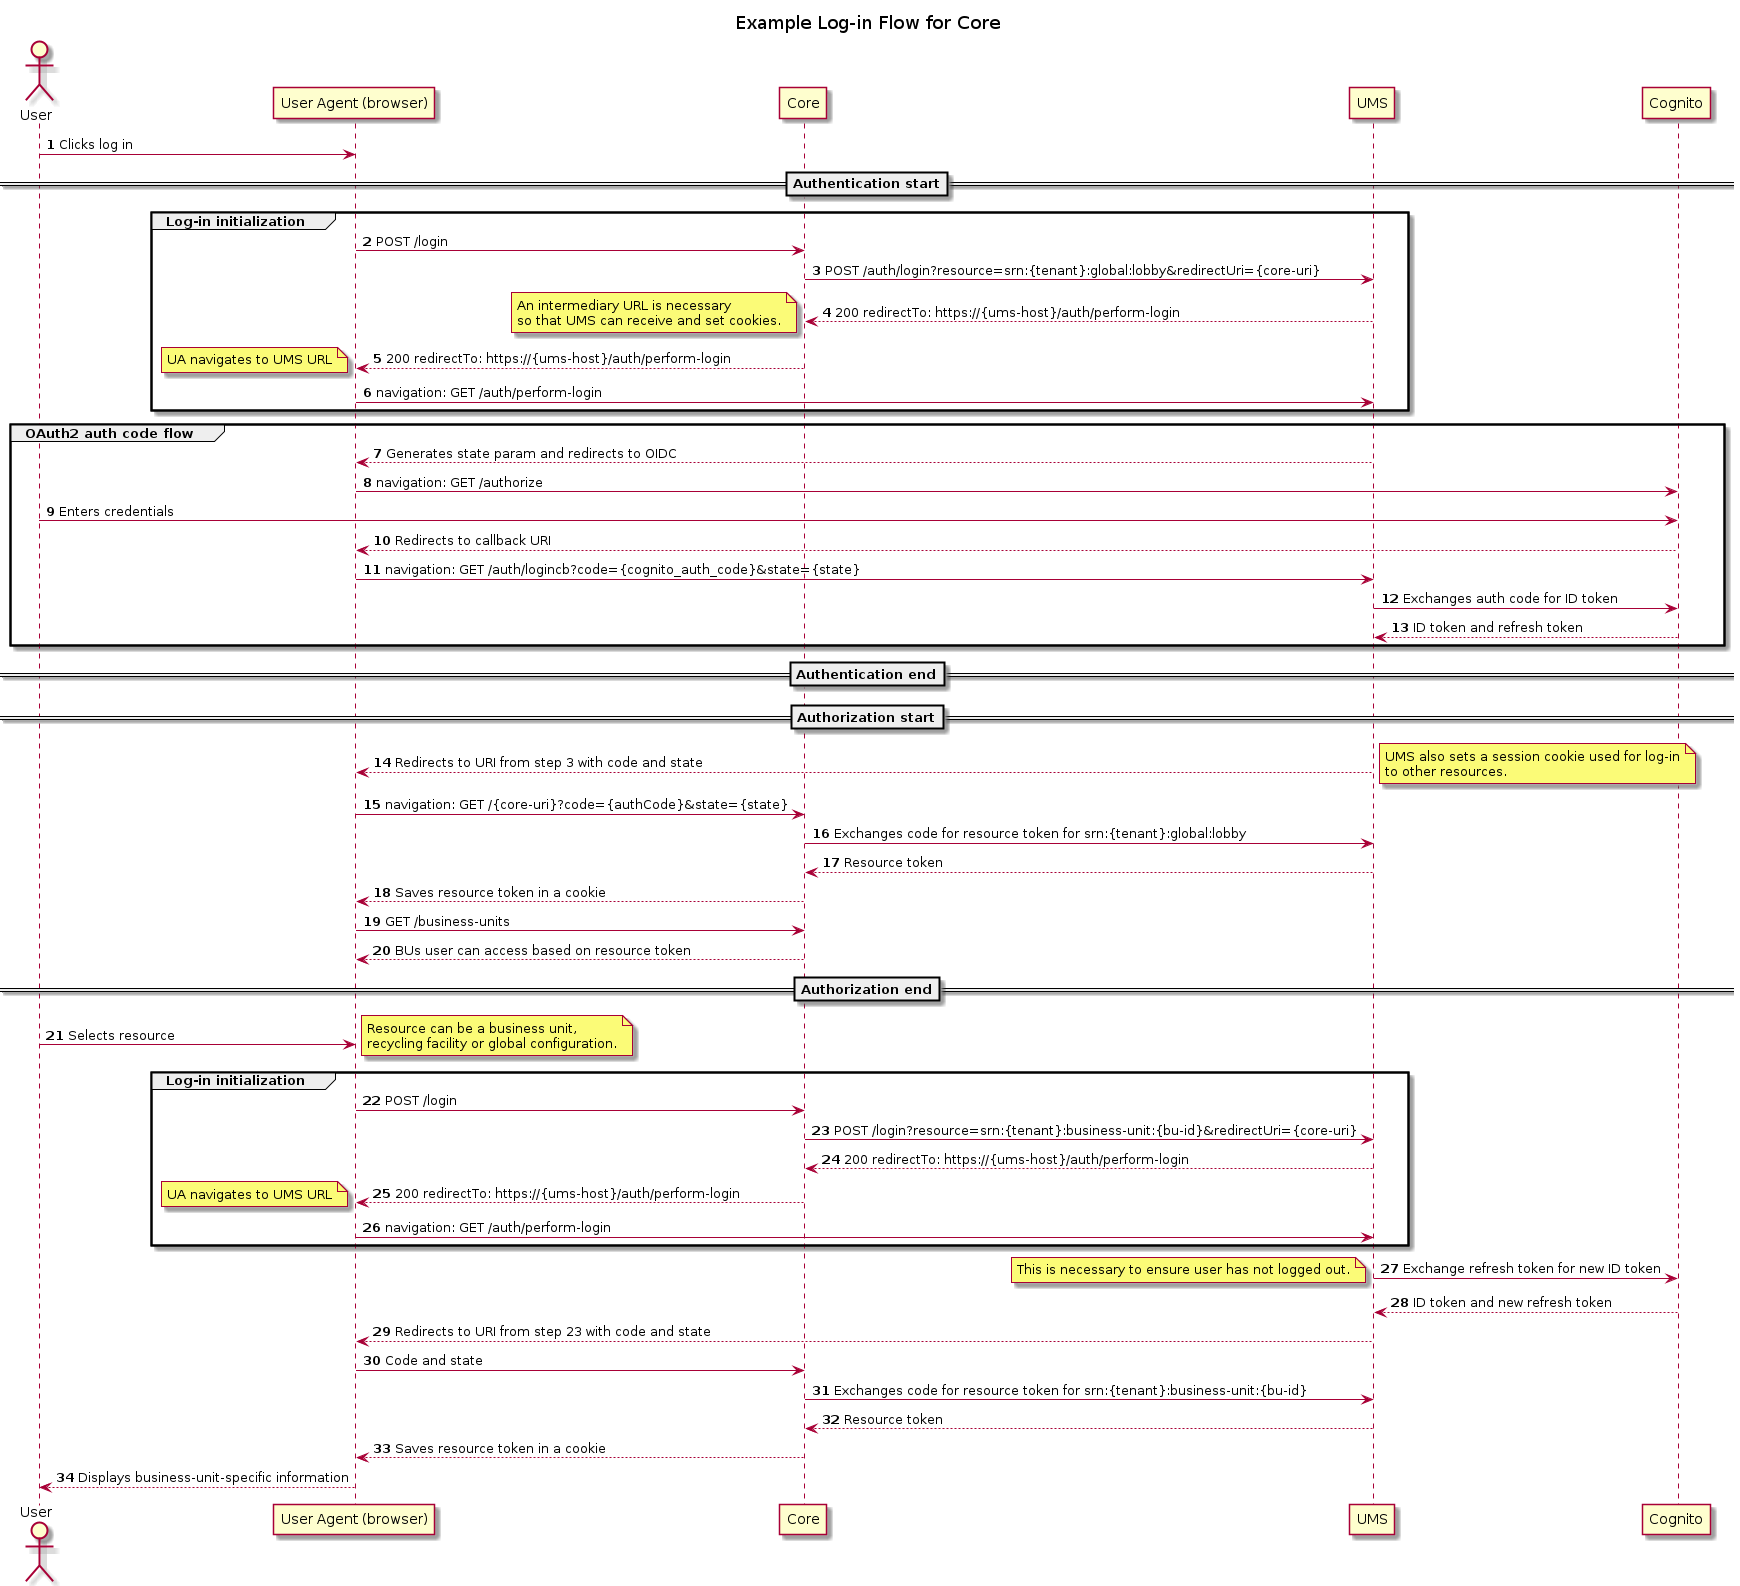 Example Log-in Flow for Core
User
User Agent (browser)
Core
UMS
Cognito
1 Clicks log in
Authentication start
Log-in initialization
2 POST /login
3 POST /auth/login?resource=srn:{tenant}:global:lobby&redirectUri={core-uri}
An intermediary URL is necessary
so that UMS can receive and set cookies.
4 200 redirectTo: https://{ums-host}/auth/perform-login
UA navigates to UMS URL
5 200 redirectTo: https://{ums-host}/auth/perform-login
6 navigation: GET /auth/perform-login
OAuth2 auth code flow
7 Generates state param and redirects to OIDC
8 navigation: GET /authorize
9 Enters credentials
10 Redirects to callback URI
11 navigation: GET /auth/logincb?code={cognito_auth_code}&state={state}
12 Exchanges auth code for ID token
13 ID token and refresh token
Authentication end
Authorization start
14 Redirects to URI from step 3 with code and state
UMS also sets a session cookie used for log-in
to other resources.
15 navigation: GET /{core-uri}?code={authCode}&state={state}
16 Exchanges code for resource token for srn:{tenant}:global:lobby
17 Resource token
18 Saves resource token in a cookie
19 GET /business-units
20 BUs user can access based on resource token
Authorization end
21 Selects resource
Resource can be a business unit,
recycling facility or global configuration.
Log-in initialization
22 POST /login
23 POST /login?resource=srn:{tenant}:business-unit:{bu-id}&redirectUri={core-uri}
24 200 redirectTo: https://{ums-host}/auth/perform-login
UA navigates to UMS URL
25 200 redirectTo: https://{ums-host}/auth/perform-login
26 navigation: GET /auth/perform-login
This is necessary to ensure user has not logged out.
27 Exchange refresh token for new ID token
28 ID token and new refresh token
29 Redirects to URI from step 23 with code and state
30 Code and state
31 Exchanges code for resource token for srn:{tenant}:business-unit:{bu-id}
32 Resource token
33 Saves resource token in a cookie
34 Displays business-unit-specific information
User
User Agent (browser)
Core
UMS
Cognito